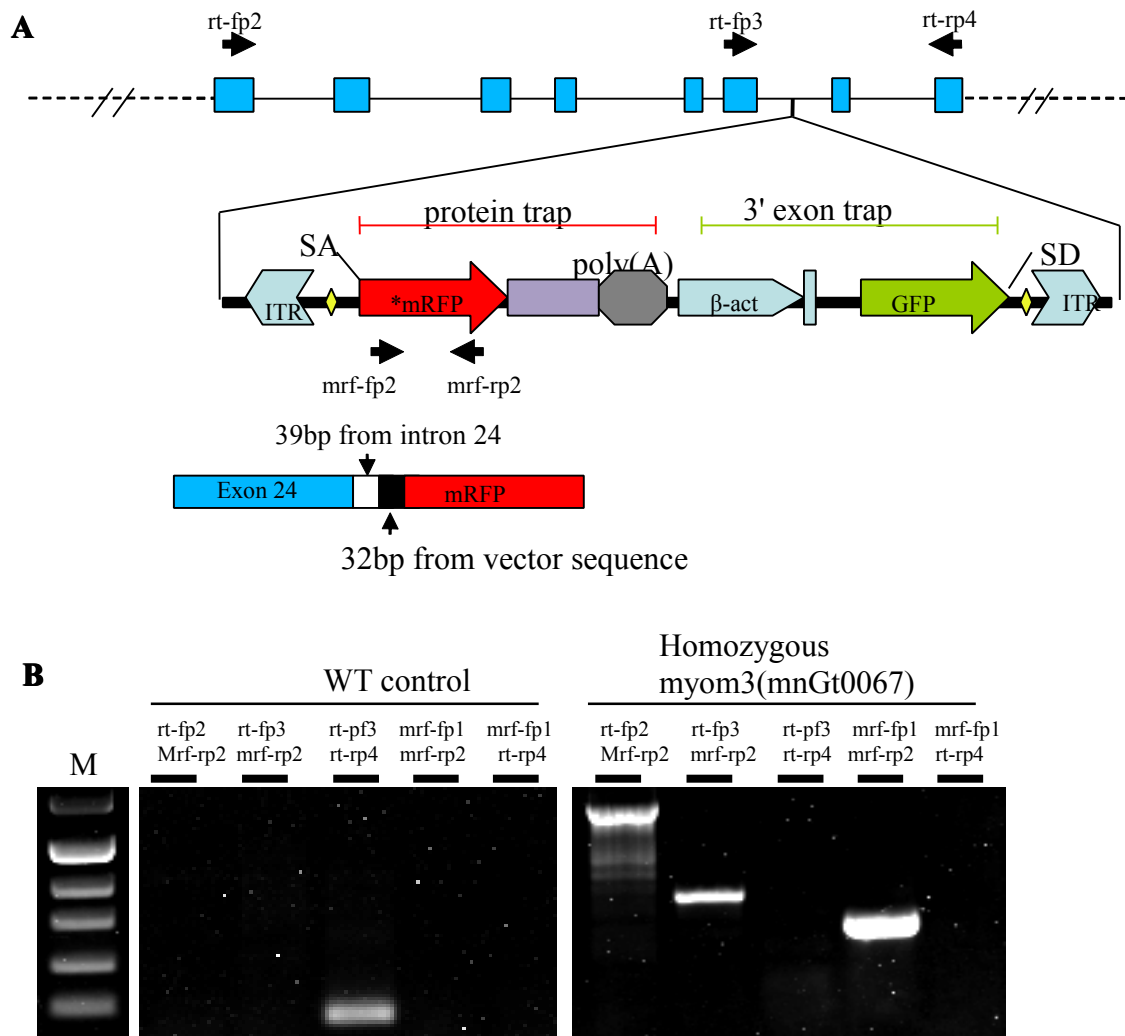 A
rt-fp2
rt-fp3
rt-rp4
protein trap
3' exon trap
SA
poly(A)
SD
ITR
*mRFP
β-act
GFP
ITR
mrf-fp2
mrf-rp2
39bp from intron 24
Exon 24
mRFP
32bp from vector sequence
B
WT control
Homozygous
myom3(mnGt0067)
M
rt-fp2
Mrf-rp2
rt-fp3
mrf-rp2
rt-pf3
rt-rp4
mrf-fp1
mrf-rp2
mrf-fp1
rt-rp4
rt-fp2
Mrf-rp2
rt-fp3
mrf-rp2
rt-pf3
rt-rp4
mrf-fp1
mrf-rp2
mrf-fp1
rt-rp4